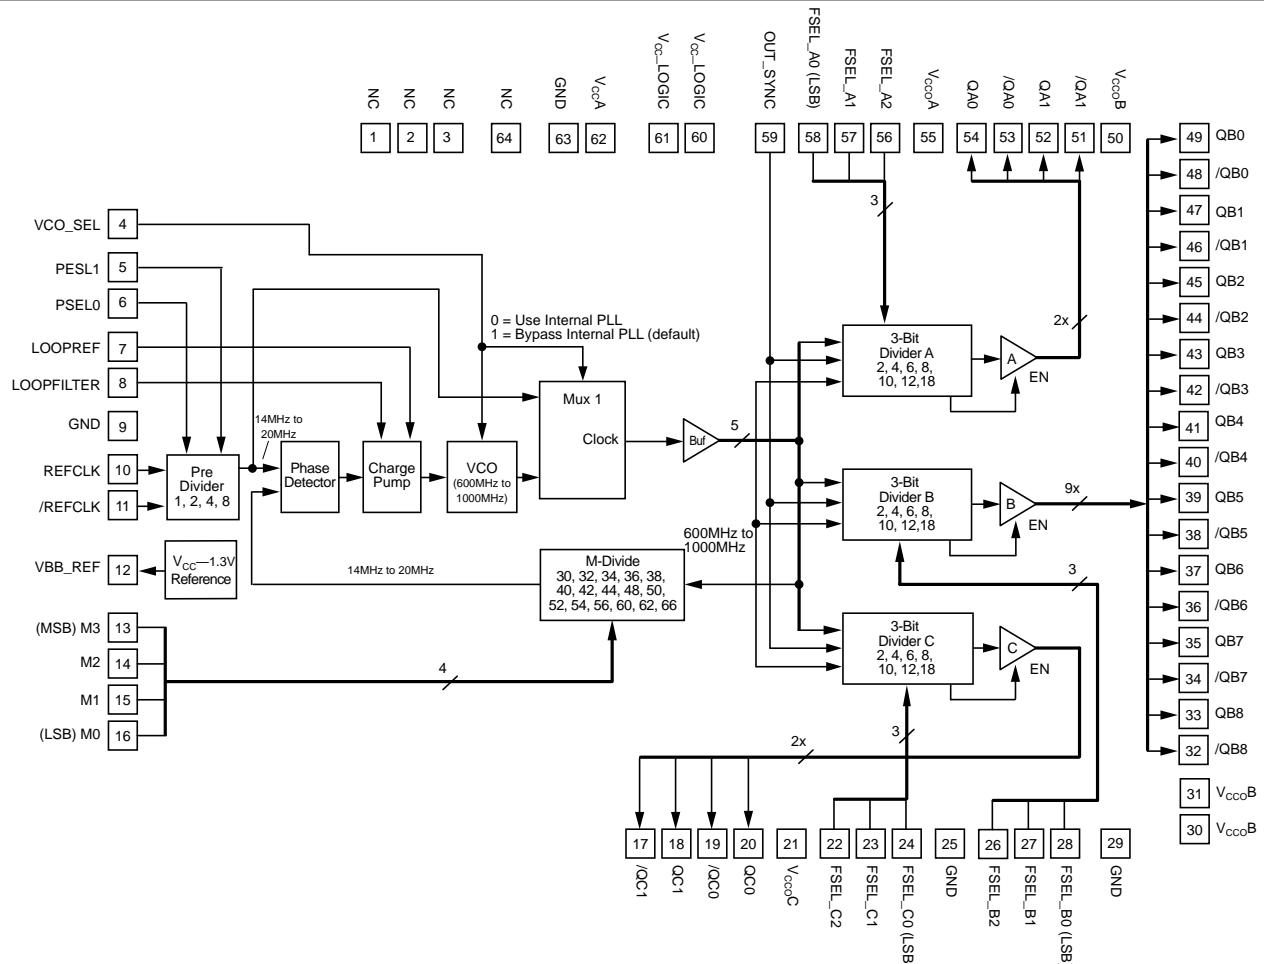 NC
NC
NC
NC
GND
VCCA
VCC_LOGIC
VCC_LOGIC
OUT_SYNC
FSEL_A0 (LSB)
FSEL_A1
FSEL_A2
VCCOA
QA0
/QA0
QA1
/QA1
VCCOB
1
2
3
64
63
62
61
60
59
58
57
56
55
54
53
52
51
50
49 QB0
48 /QB0
47 QB1
46 /QB1
45 QB2
44 /QB2
43 QB3
42 /QB3
41 QB4
40 /QB4
39 QB5
38 /QB5
37 QB6
36 /QB6
35 QB7
34 /QB7
33 QB8
32 /QB8
31 VCCOB
30 VCCOB
VCO_SEL 4
PESL1 5
PSEL0 6
LOOPREF 7
LOOPFILTER 8
GND 9
REFCLK 10
/REFCLK 11
VBB_REF 12
(MSB) M3 13
M2 14
M1 15
(LSB) M0 16
3
2x
0 = Use Internal PLL
1 = Bypass Internal PLL (default)
3-Bit
Divider A
2, 4, 6, 8,
10, 12,18
A
EN
Mux 1
Clock
Buf
5
14MHz to
20MHz
Pre
Divider
1, 2, 4, 8
Phase
Detector
Charge
Pump
VCO
(600MHz to
1000MHz)
3-Bit
Divider B
2, 4, 6, 8,
10, 12,18
B
EN
9x
600MHz to
1000MHz
VCC—1.3V
Reference
14MHz to 20MHz
M-Divide
30, 32, 34, 36, 38,
40, 42, 44, 48, 50,
52, 54, 56, 60, 62, 66
3
3-Bit
Divider C
2, 4, 6, 8,
10, 12,18
C
EN
4
2x
3
17
18
19
20
21
22
23
24
25
26
27
28
29
/QC1
QC1
/QC0
QC0
VCCOC
FSEL_C2
FSEL_C1
FSEL_C0 (LSB
GND
FSEL_B2
FSEL_B1
FSEL_B0 (LSB
GND